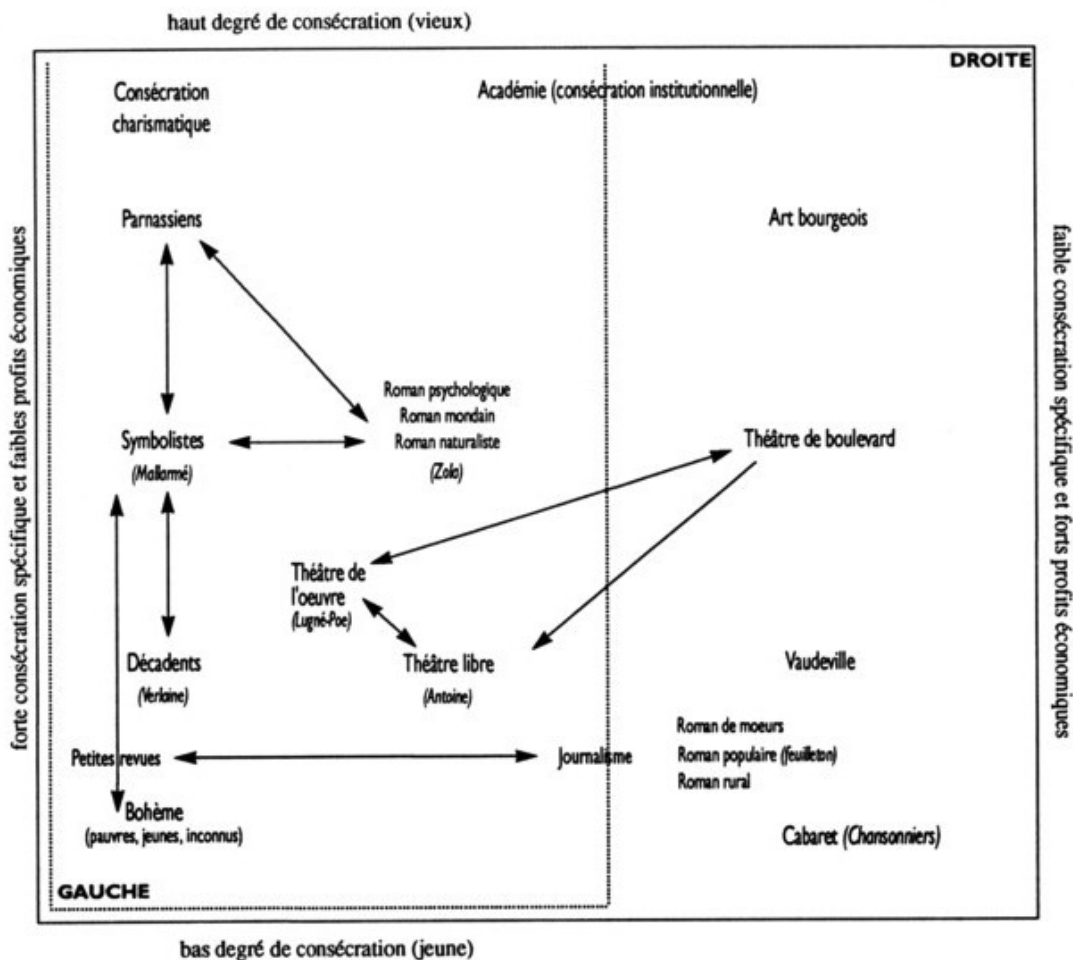 haut degré de consécration (vieux)
DROITE
Consécration
charismatique
Académie (consécration institutionnelle)
forte consécration spécifique et faibles profits économiques
faible consécration spécifique et forts profits économiques
Parnassiens
Art bourgeois
Roman psychologique
Roman mondain
Roman naturaliste
(Zola)
Symbolistes
(Mallarmé)
Théâtre de boulevard
Théâtre de
l'oeuvre
(Lugné-Poe)
Décadents
(Verlaine)
Théâtre libre
(Antoine)
Vaudeville
Petites revues
Journalisme
Roman de moeurs
Roman populaire (feuilleton)
Roman rural
Bohème
(pauvres, jeunes, inconnus)
Cabaret (Chansonniers)
GAUCHE
bas degré de consécration (jeune)